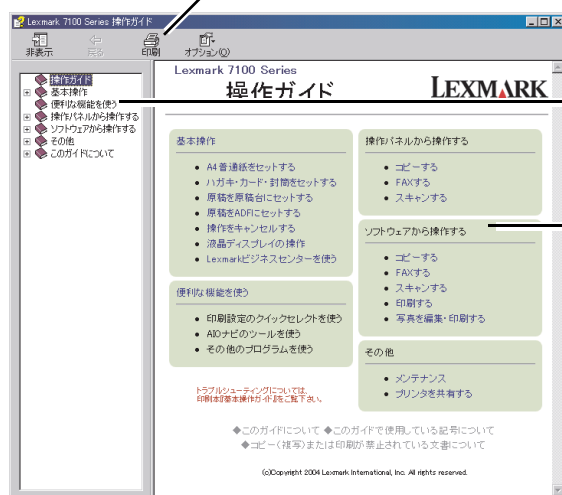 Lexmark 7100 Series 操作ガイド
非表示 戻る 印刷 オプション(O)
操作ガイド
基本操作
便利な機能を使う
操作パネルから操作する
ソフトウェアから操作する
その他
このガイドについて
Lexmark 7100 Series
操作ガイド
LEXMARK
基本操作
• A4普通紙をセットする
• ハガキ・カード・封筒をセットする
• 原稿を原稿台にセットする
• 原稿をADFにセットする
• 操作をキャンセルする
• 液晶ディスプレイの操作
• Lexmarkビジネスセンターを使う
便利な機能を使う
• 印刷設定のクイックセレクトを使う
• AIOナビのツールを使う
• その他のプログラムを使う
トラブルシューティングについては、
印刷本『基本操作ガイド』をご覧下さい。
操作パネルから操作する
• コピーする
• FAXする
• スキャンする
ソフトウェアから操作する
• コピーする
• FAXする
• スキャンする
• 印刷する
• 写真を編集・印刷する
その他
• メンテナンス
• プリンタを共有する
◆このガイドについて ◆このガイドで使用している記号について
◆コピー（複写）または印刷が禁止されている文書について
(c)Copyright 2004 Lexmark International, Inc. All rights reserved.